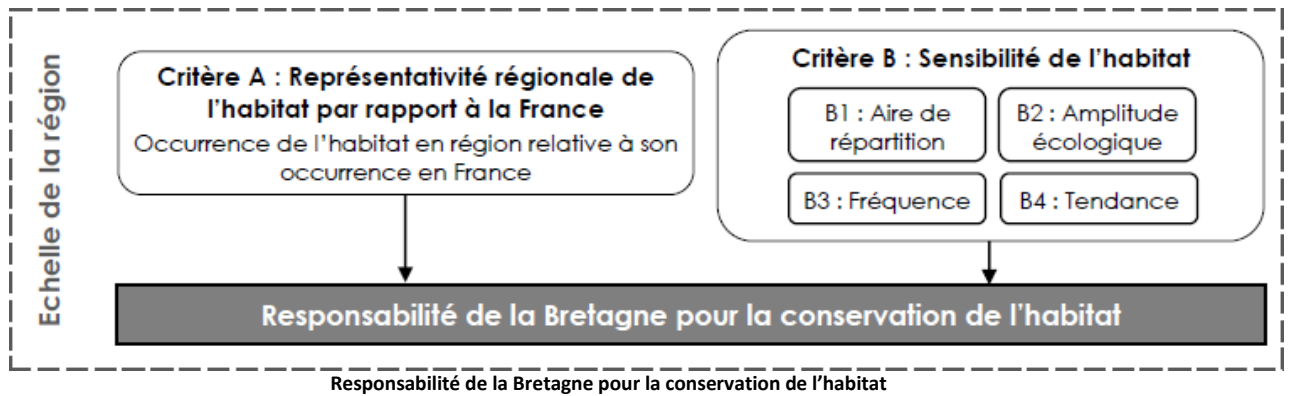 Echelle de la région
Critère A : Représentativité régionale de
l'habitat par rapport à la France
Occurrence de l'habitat en région relative à son
occurrence en France
Critère B : Sensibilité de l'habitat
B1 : Aire de
répartition
B2 : Amplitude
écologique
B3 : Fréquence
B4 : Tendance
Responsabilité de la Bretagne pour la conservation de l'habitat
Responsabilité de la Bretagne pour la conservation de l’habitat